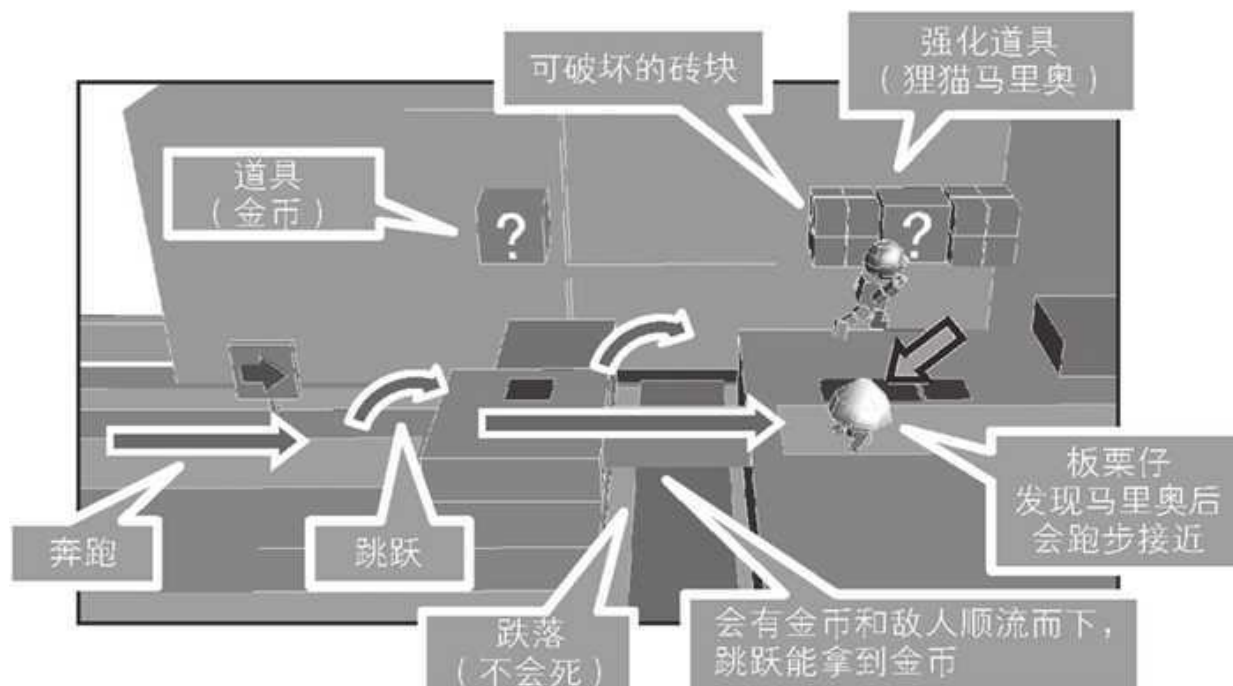 强化道具
（狸猫马里奥）
可破坏的砖块
道具
（金币）
?
?
奔跑
跳跃
板栗仔
发现马里奥后
会跑步接近
跌落
（不会死）
会有金币和敌人顺流而下，
跳跃能拿到金币